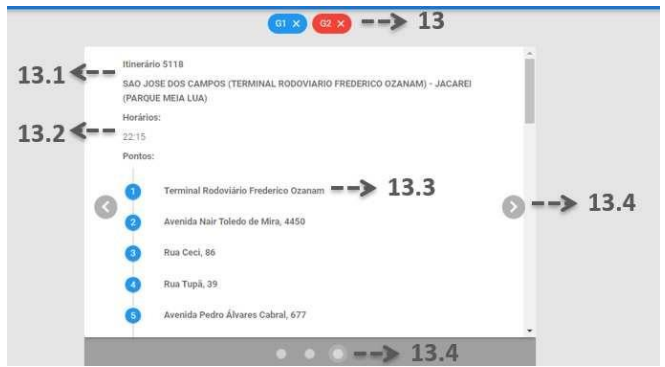 G1 × G2 × 13
13.1 Itinerário 5118
SAO JOSE DOS CAMPOS (TERMINAL RODOVIARIO FREDERICO OZANAM) - JACAREI
(PARQUE MEIA LUA)
Horários:
13.2 22:15
Pontos:
1 Terminal Rodoviário Frederico Ozanam 13.3
13.4
2 Avenida Nair Toledo de Mira, 4450
3 Rua Ceci, 86
4 Rua Tupã, 39
5 Avenida Pedro Álvares Cabral, 677
13.4